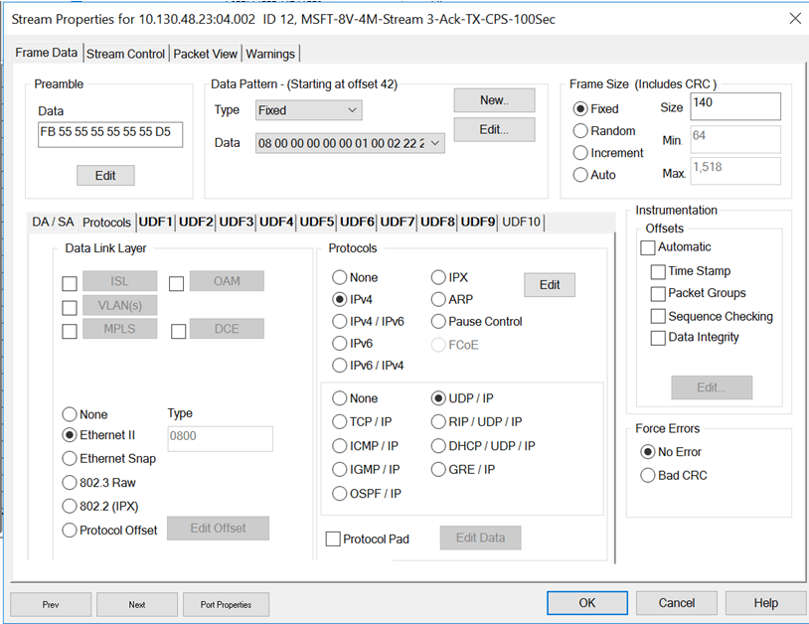 Stream Properties for 10.130.48.23:04.002 ID 12, MSFT-8V-4M-Stream 3-Ack-TX-CPS-100Sec
Frame Data Stream Control Packet View Warnings
Preamble
Data
FB 55 55 55 55 55 55 D5
Edit
Data Pattern - (Starting at offset 42)
Type Fixed
Data 08 00 00 00 00 00 01 00 02 22
New..
Edit...
Frame Size (Includes CRC )
Fixed Size 140
Random Min. 64
Increment
Auto Max. 1,518
DA / SA Protocols UDF1 UDF2 UDF3 UDF4 UDF5 UDF6 UDF7 UDF8 UDF9 UDF10
Data Link Layer
ISL OAM
VLAN(s)
MPLS DCE
None Type
Ethernet II 0800
Ethernet Snap
802.3 Raw
802.2 (IPX)
Protocol Offset Edit Offset
Protocols
None IPX Edit
IPv4 ARP
IPv4 / IPv6 Pause Control
IPv6 FCoE
IPv6 / IPv4
None UDP / IP
TCP / IP RIP / UDP / IP
ICMP / IP DHCP / UDP / IP
IGMP / IP GRE / IP
OSPF / IP
Protocol Pad Edit Data
Instrumentation
Offsets
Automatic
Time Stamp
Packet Groups
Sequence Checking
Data Integrity
Edit...
Force Errors
No Error
Bad CRC
Prev Next Port Properties OK Cancel Help